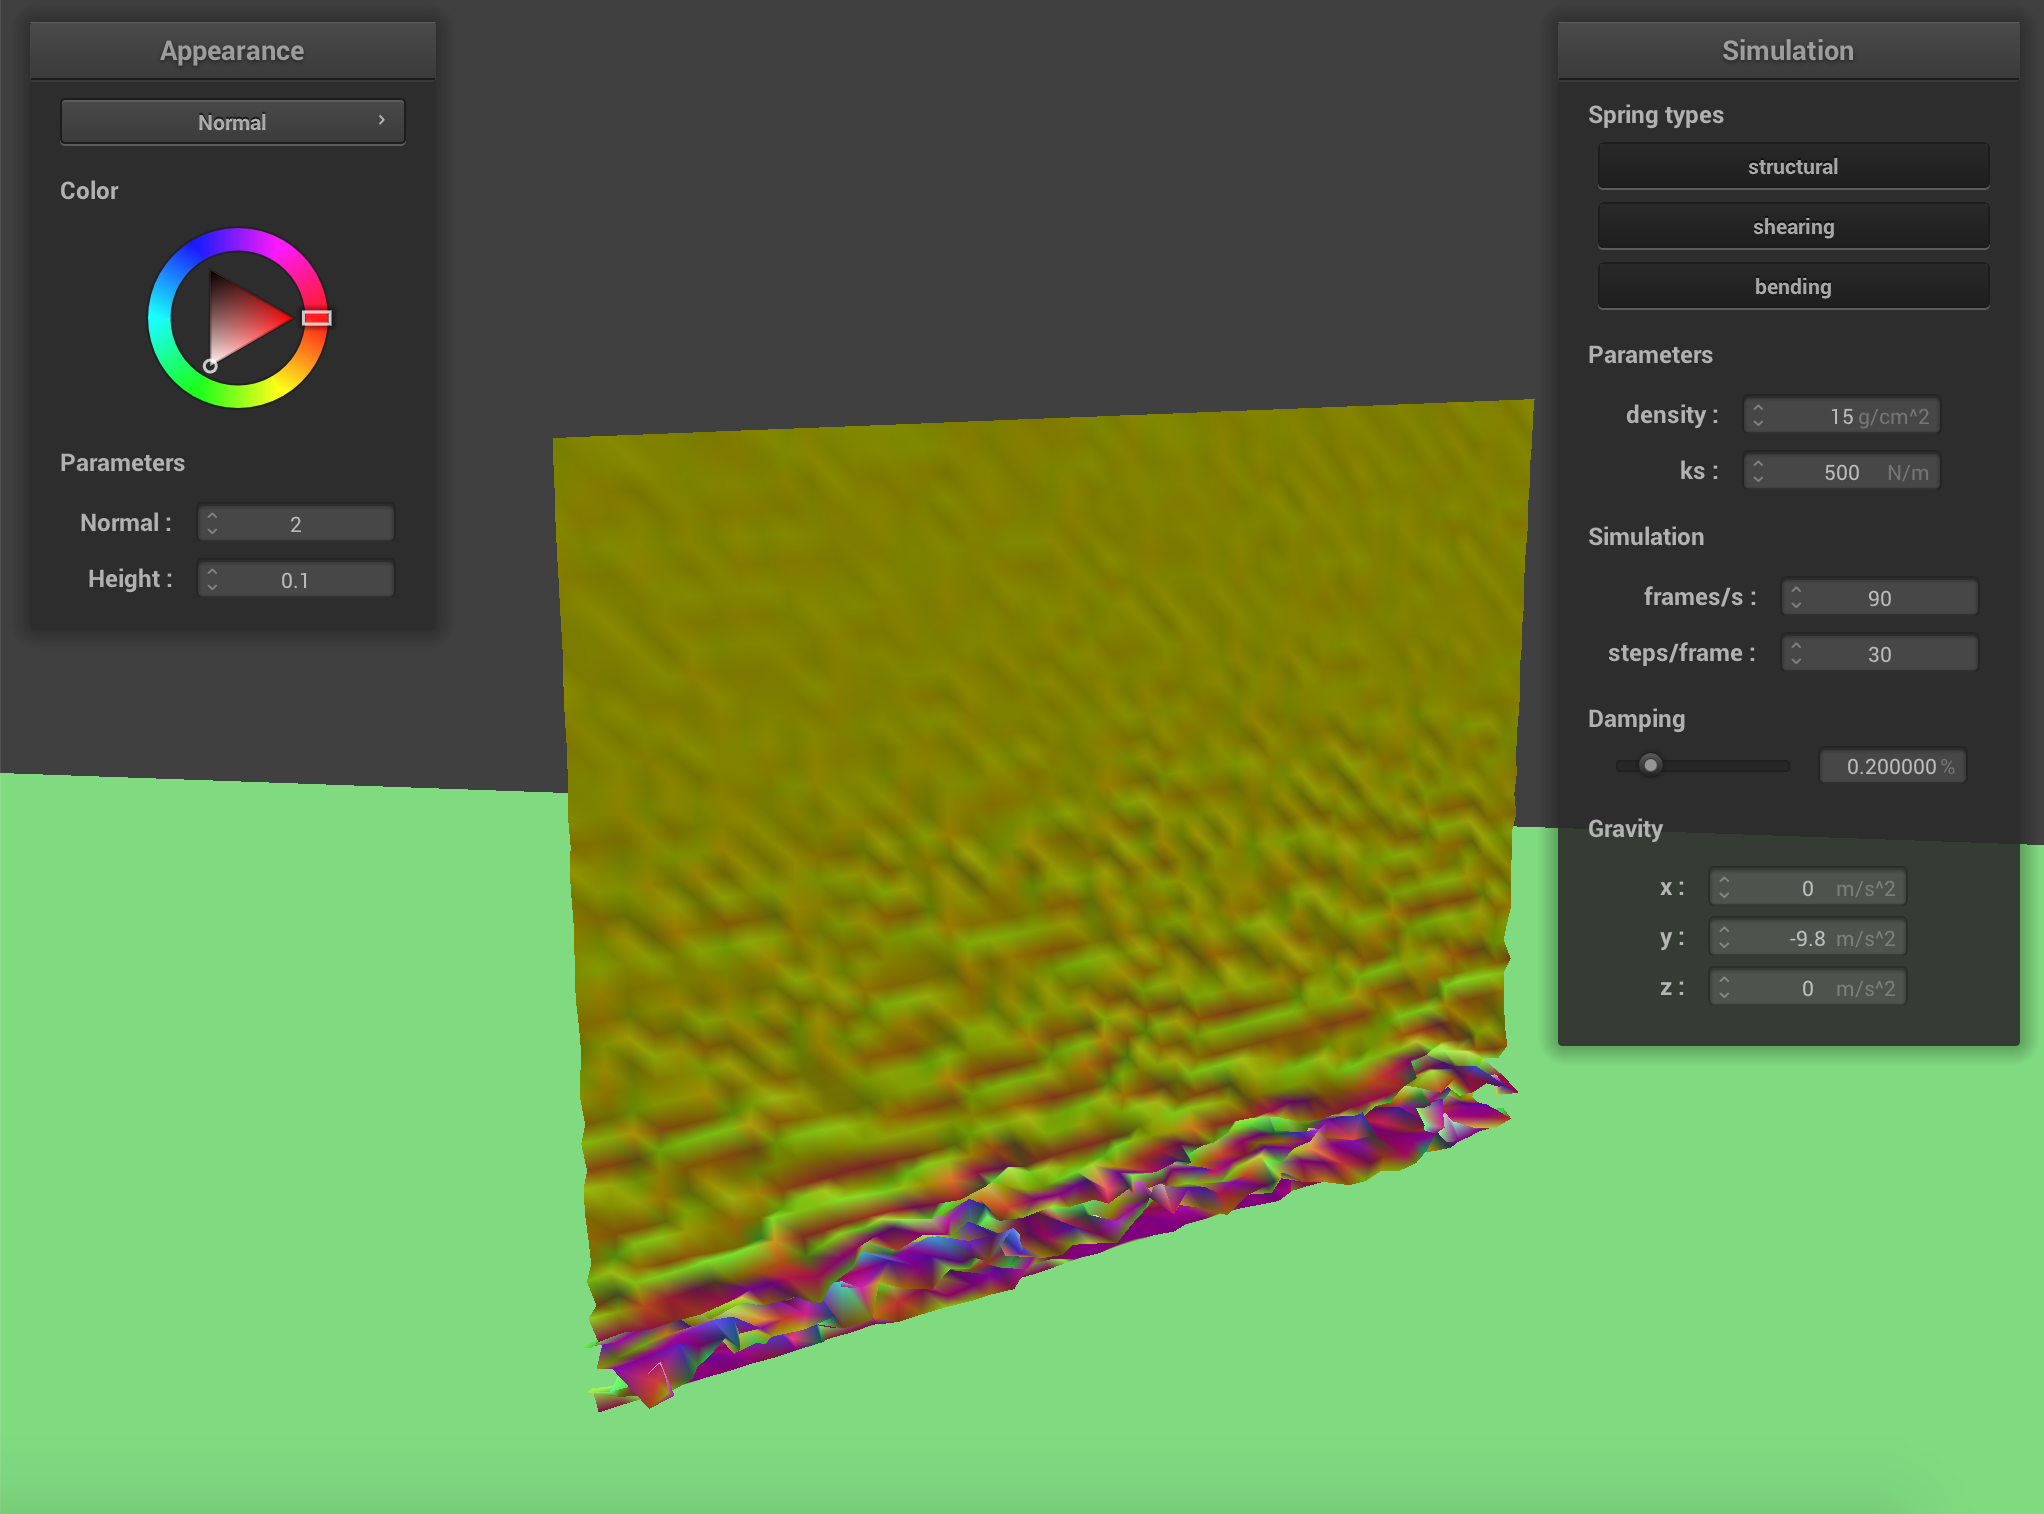 Appearance
Normal ›
Color
Parameters
Normal : 2
Height : 0.1
Simulation
Spring types
structural
shearing
bending
Parameters
density : 15 g/cm^2
ks : 500 N/m
Simulation
frames/s : 90
steps/frame : 30
Damping
0.200000 %
Gravity
x : 0 m/s^2
y : -9.8 m/s^2
z : 0 m/s^2